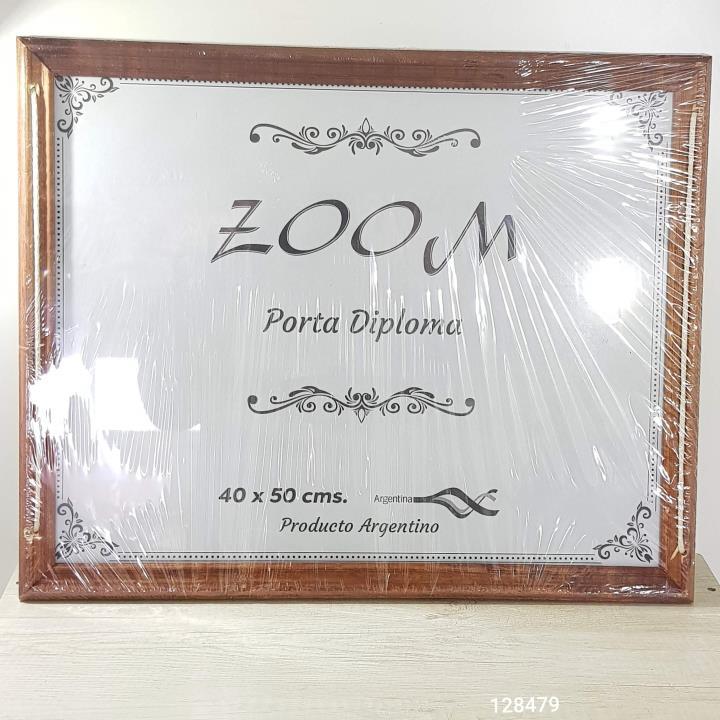 ZOOM
Porta Diploma
40 x 50 cms.
Argentina
Producto Argentino
128479